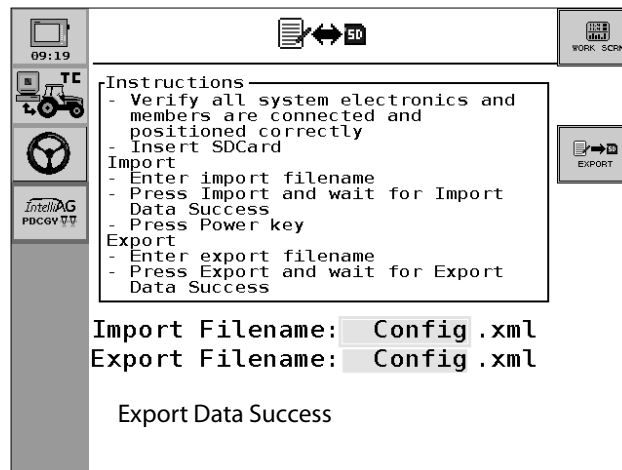 09:19
SD
WORK SCRN
TC
Instructions
- Verify all system electronics and
members are connected and
positioned correctly
- Insert SDCard
Import
- Enter import filename
- Press Import and wait for Import
Data Success
- Press Power key
Export
- Enter export filename
- Press Export and wait for Export
Data Success
EXPORT
IntelliAG
PDCGY
Import Filename: Config .xml
Export Filename: Config .xml
Export Data Success